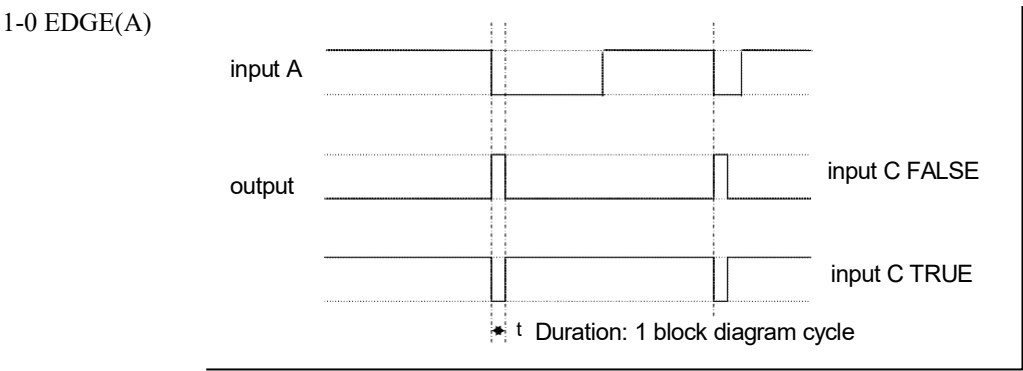 1-0 EDGE(A)
input A
input C FALSE
output
input C TRUE
t Duration: 1 block diagram cycle